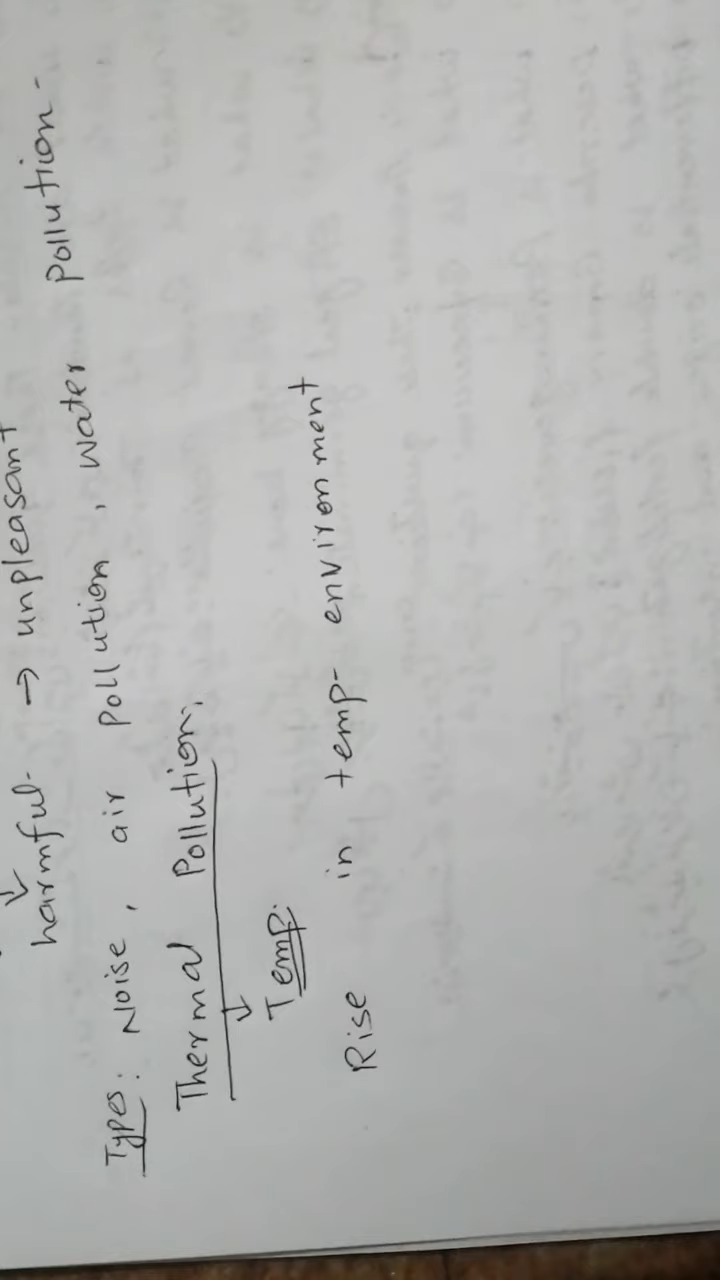 harmful. → unpleasant
Types: Noise, air pollution, water pollution -
Thermal Pollution,
↓
Temp.
Rise in temp- environment